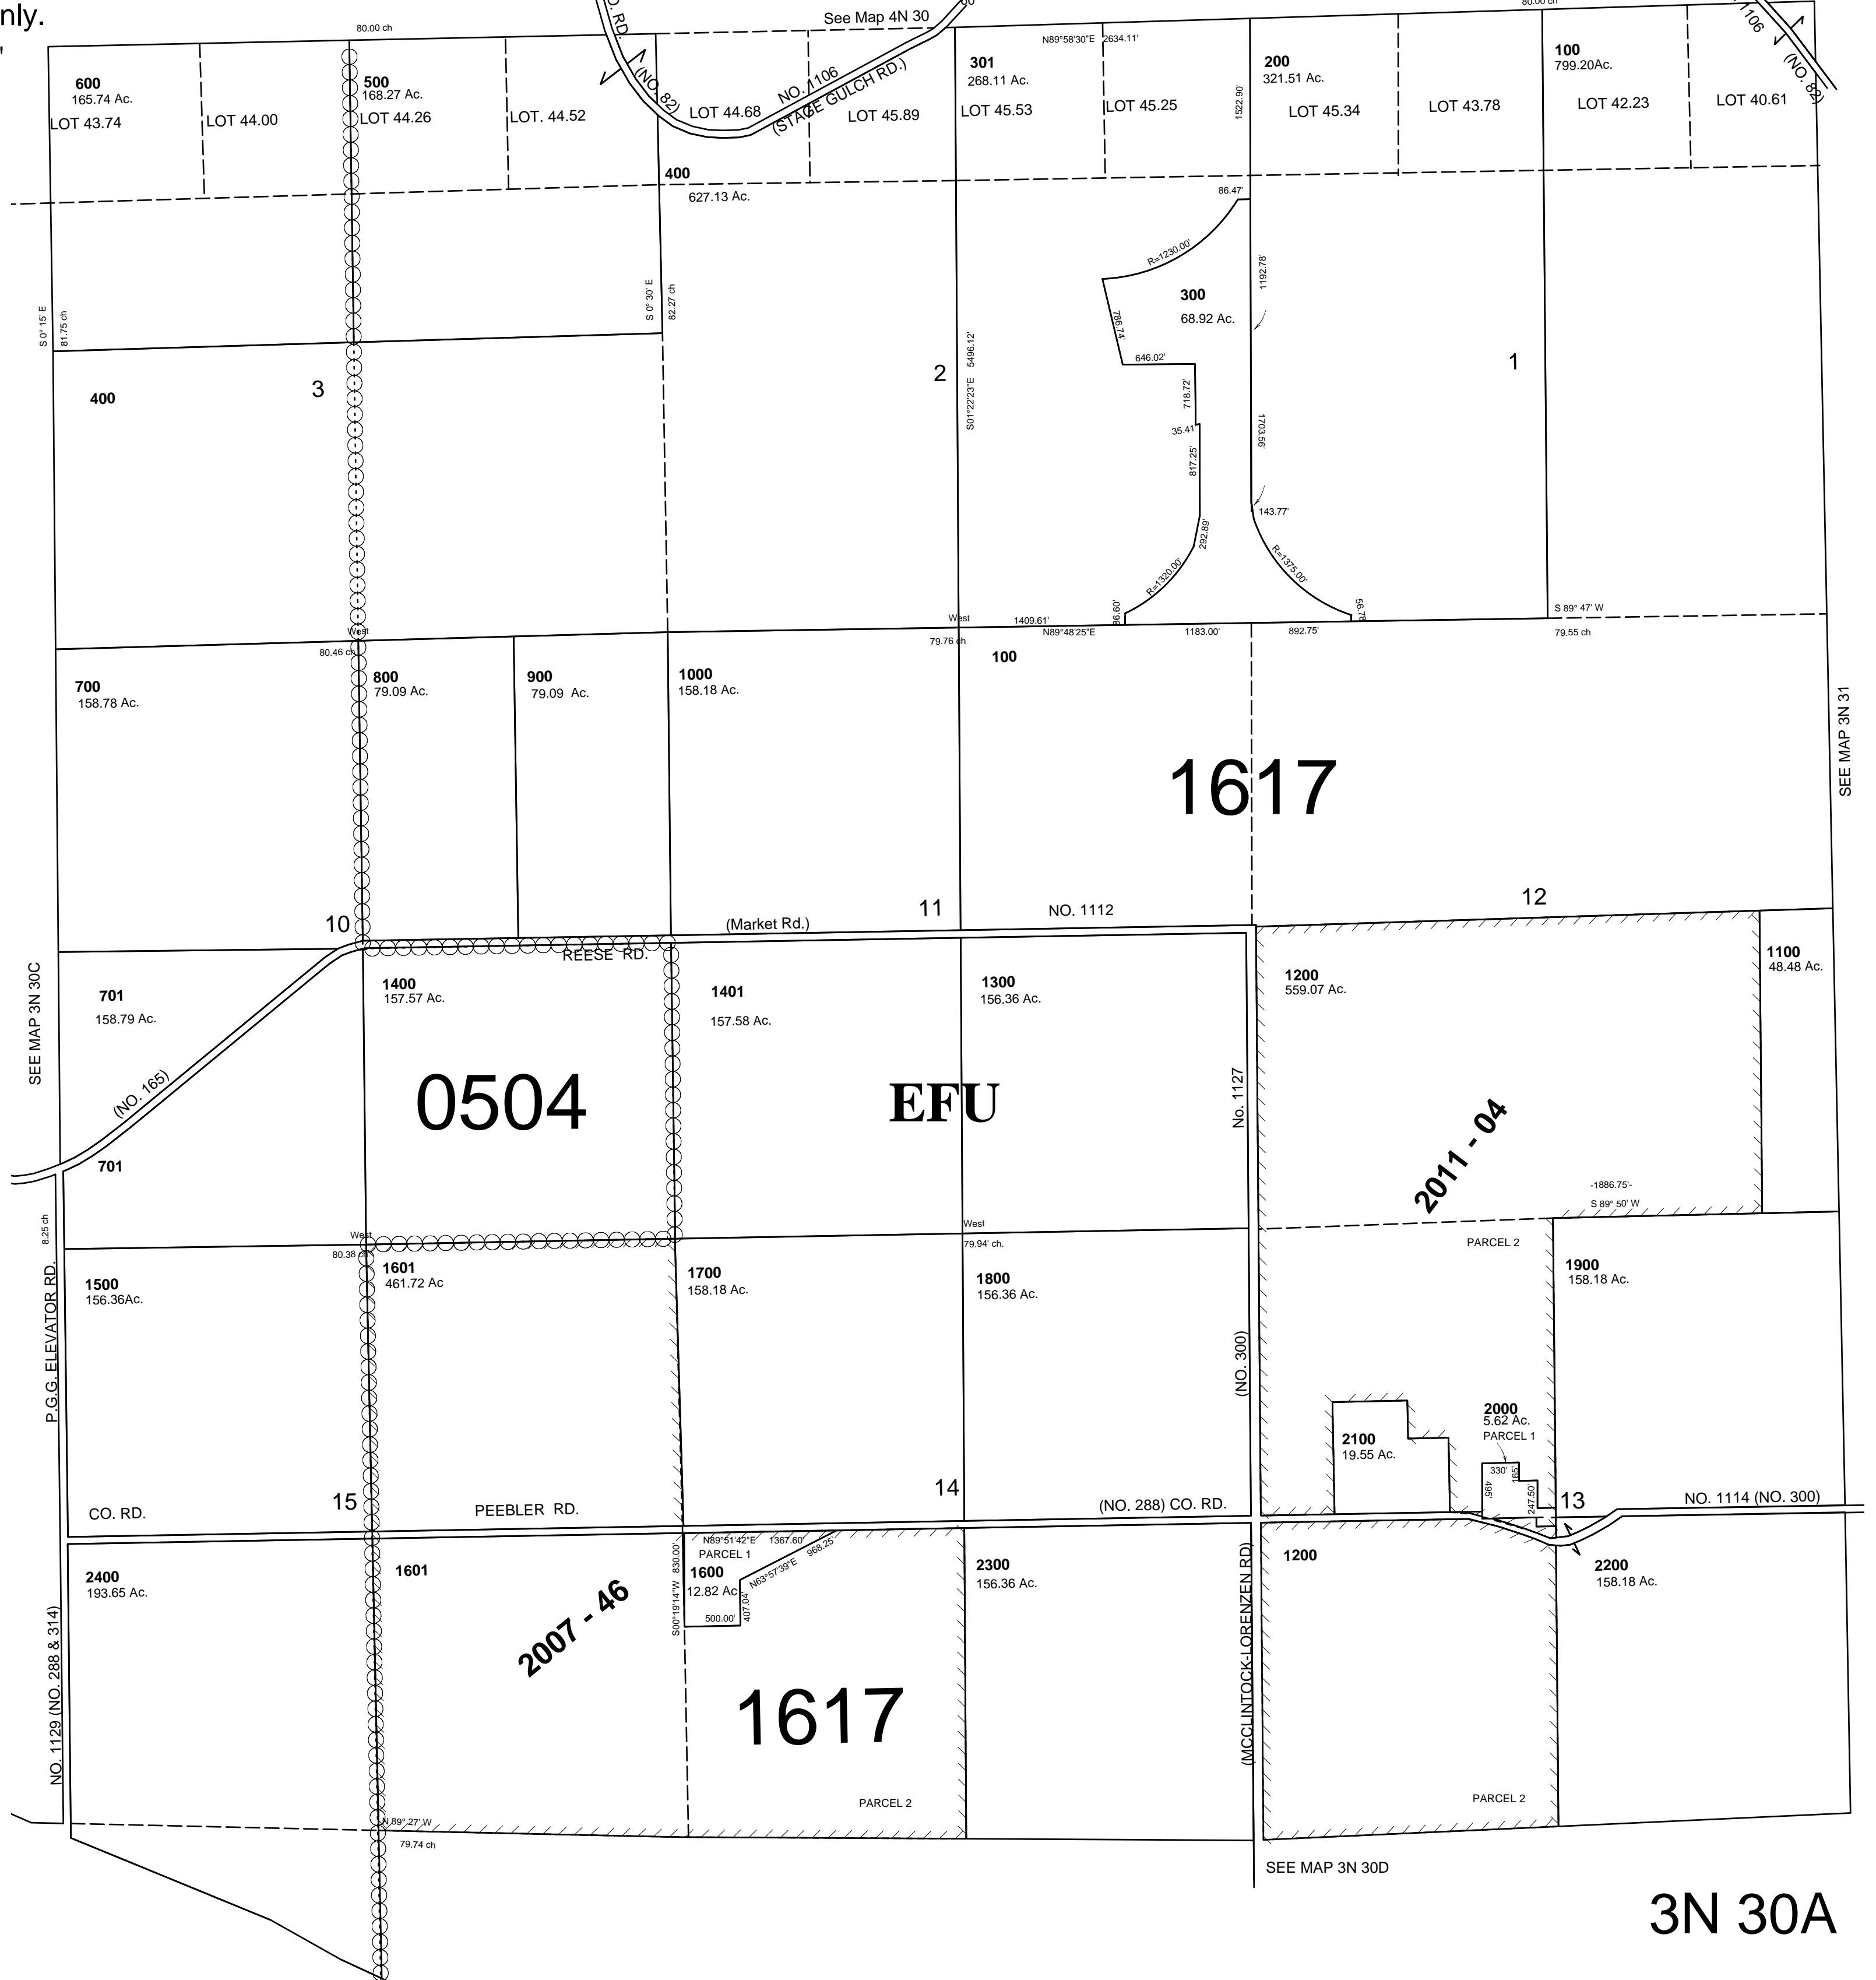 nly.
80.00 ch
O. RD.
See Map 4N 30
80.00 ch
1106
(NO. 82)
600
165.74 Ac.
LOT 43.74
LOT 44.00
500
168.27 Ac.
LOT 44.26
LOT. 44.52
(NO. 82)
LOT 44.68
NO. 1106
(STAGE GULCH RD.)
LOT 45.89
N89°58'30"E 2634.11'
301
268.11 Ac.
LOT 45.53
LOT 45.25
1522.90'
200
321.51 Ac.
LOT 45.34
LOT 43.78
100
799.20Ac.
LOT 42.23
LOT 40.61
400
627.13 Ac.
86.47'
R=1230.00'
1192.78'
300
68.92 Ac.
S 0° 15' E
81.75 ch
S 0° 30' E
82.27 ch
S01°22'23"E 5496.12'
786.74'
646.02'
718.72'
35.41'
817.25'
1703.56'
292.89'
143.77'
R=1320.00'
R=1375.00'
400
3
2
1
West
80.46 ch
West
79.76 ch
1409.61'
N89°48'25"E
86.60'
1183.00'
892.75'
56.78'
S 89° 47' W
79.55 ch
700
158.78 Ac.
800
79.09 Ac.
900
79.09 Ac.
1000
158.18 Ac.
100
1617
SEE MAP 3N 31
10
11
12
(Market Rd.)
NO. 1112
REESE RD.
SEE MAP 3N 30C
701
158.79 Ac.
(NO. 165)
701
1400
157.57 Ac.
0504
1401
157.58 Ac.
EFU
1300
156.36 Ac.
No. 1127
1200
559.07 Ac.
2011 - 04
1100
48.48 Ac.
-1886.75'-
S 89° 50' W
8.25 ch
P.G.G. ELEVATOR RD.
West
80.38 ch
West
79.94' ch.
PARCEL 2
1500
156.36Ac.
1601
461.72 Ac
1700
158.18 Ac.
1800
156.36 Ac.
(NO. 300)
1900
158.18 Ac.
2100
19.55 Ac.
2000
5.62 Ac.
PARCEL 1
330'
165'
495'
247.50'
15
14
13
CO. RD.
PEEBLER RD.
(NO. 288) CO. RD.
NO. 1114 (NO. 300)
2400
193.65 Ac.
1601
2007 - 46
N89°51'42"E 1367.60'
PARCEL 1
1600
12.82 Ac
S00°19'14"W 830.00'
N63°57'39"E 968.25'
500.00'
407.04'
2300
156.36 Ac.
1200
2200
158.18 Ac.
1617
NO. 1129 (NO. 288 & 314)
(MCCLINTOCK-LORENZEN RD)
PARCEL 2
PARCEL 2
N 89° 27' W
79.74 ch
SEE MAP 3N 30D
3N 30A